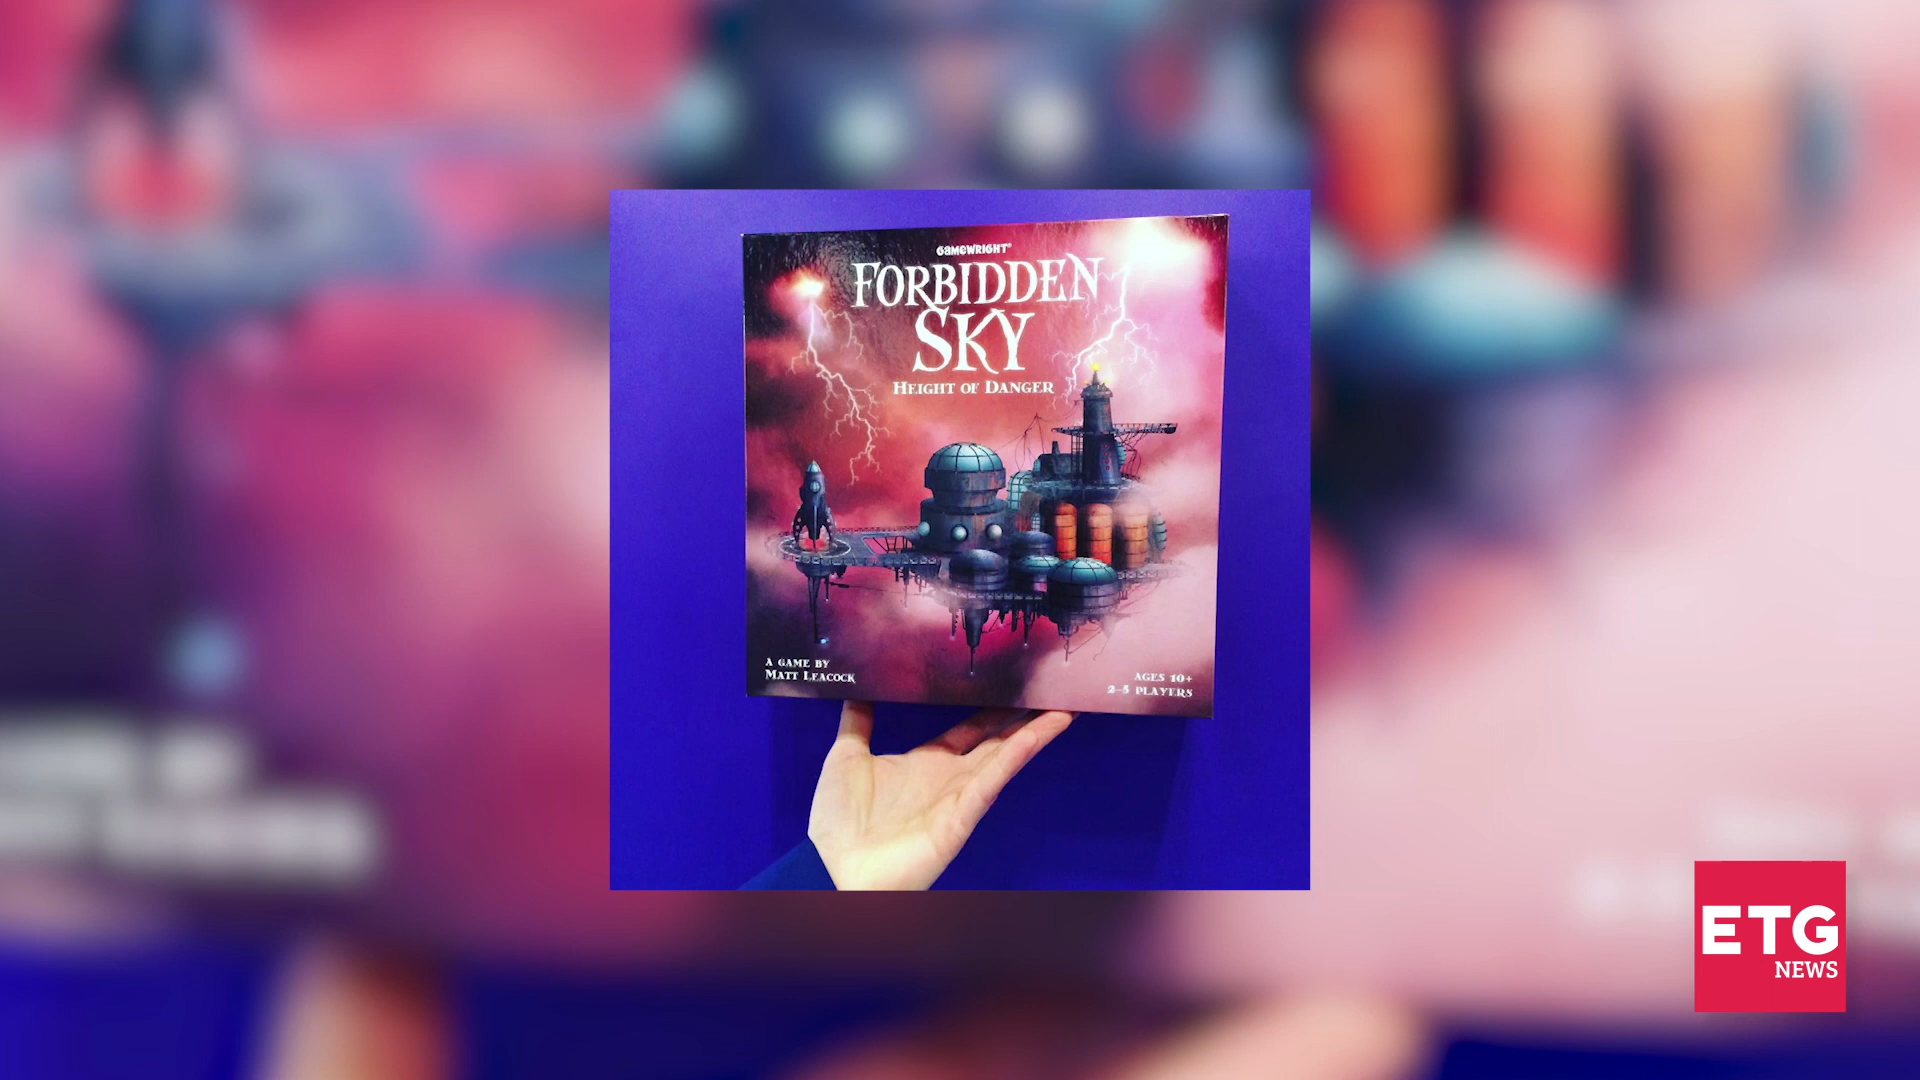 GAMEWRIGHT®
FORBIDDEN
SKY
HEIGHT OF DANGER
A GAME BY
MATT LEACOCK
AGES 10+
2-5 PLAYERS
ETG
NEWS